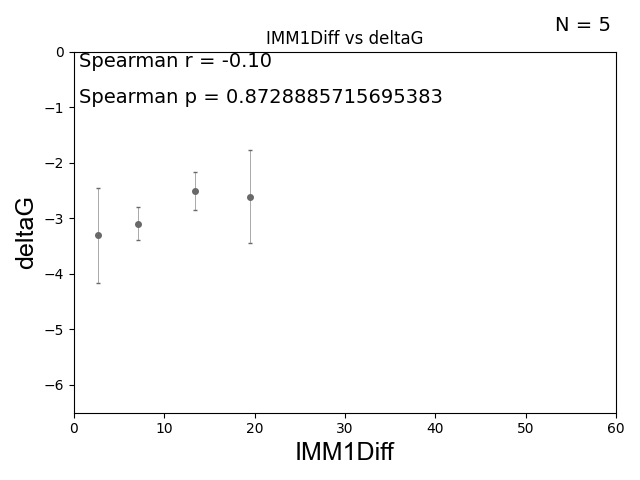 N = 5
IMM1Diff vs deltaG
Spearman r = -0.10
Spearman p = 0.8728885715695383
deltaG
0
−1
−2
−3
−4
−5
−6
0 10 20 30 40 50 60
IMM1Diff